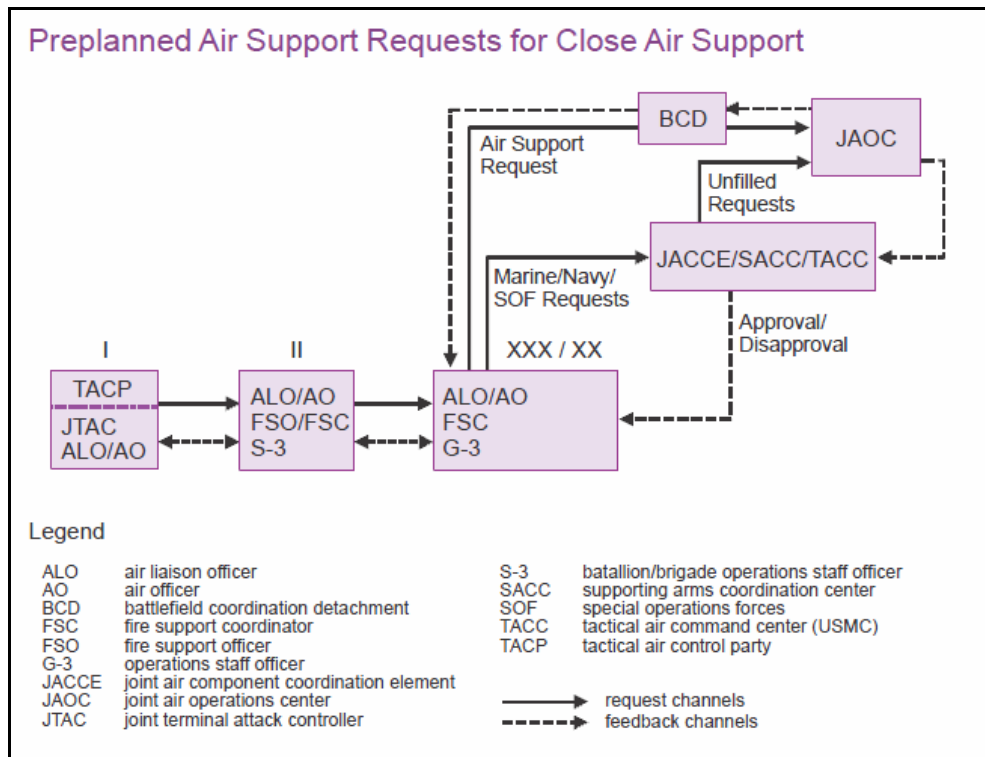 Preplanned Air Support Requests for Close Air Support
BCD
JAOC
Air Support
Request
Unfilled
Requests
JACCE/SACC/TACC
Marine/Navy/
SOF Requests
Approval/
Disapproval
I
II
XXX / XX
TACP
JTAC
ALO/AO
ALO/AO
FSO/FSC
S-3
ALO/AO
FSC
G-3
Legend
ALO air liaison officer
AO air officer
BCD battlefield coordination detachment
FSC fire support coordinator
FSO fire support officer
G-3 operations staff officer
JACCE joint air component coordination element
JAOC joint air operations center
JTAC joint terminal attack controller
S-3 batallion/brigade operations staff officer
SACC supporting arms coordination center
SOF special operations forces
TACC tactical air command center (USMC)
TACP tactical air control party
request channels
feedback channels